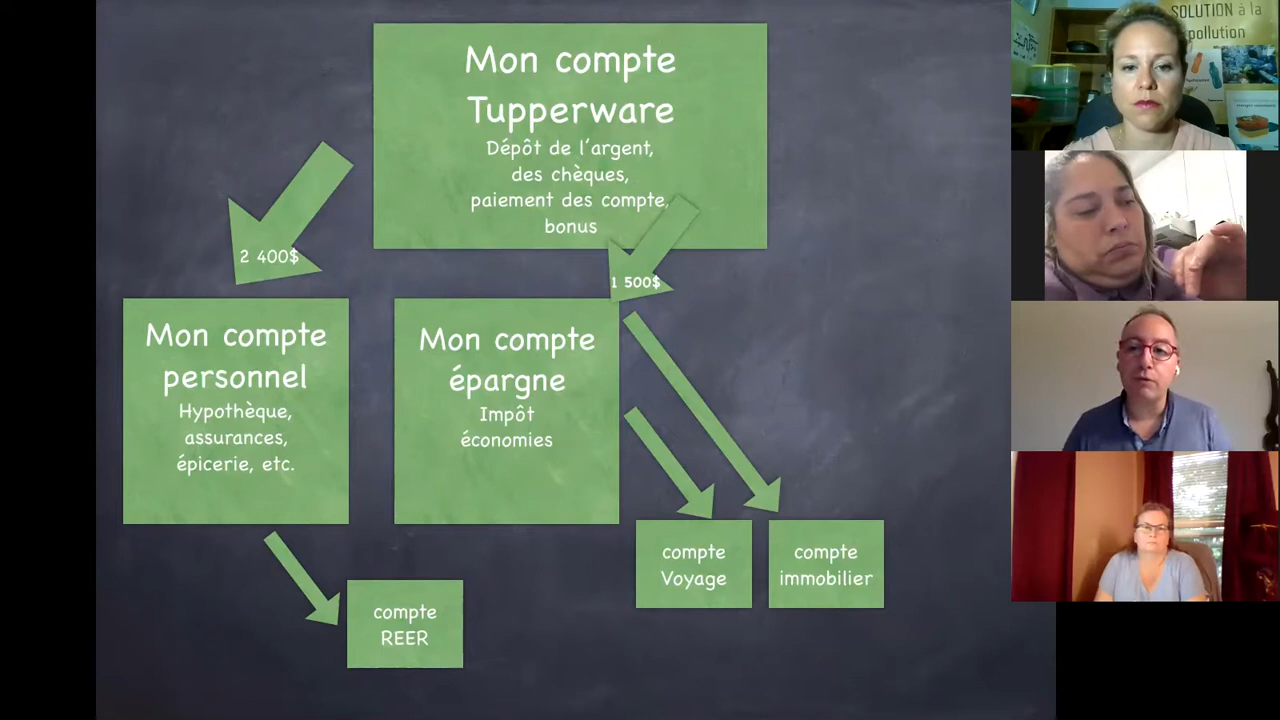 Mon compte
Tupperware
Dépôt de l'argent,
des chèques,
paiement des compte,
bonus
2 400$
1 500$
Mon compte
personnel
Hypothèque,
assurances,
épicerie, etc.
Mon compte
épargne
Impôt
économies
compte
Voyage
compte
immobilier
compte
REER
SOLUTION à la
pollution